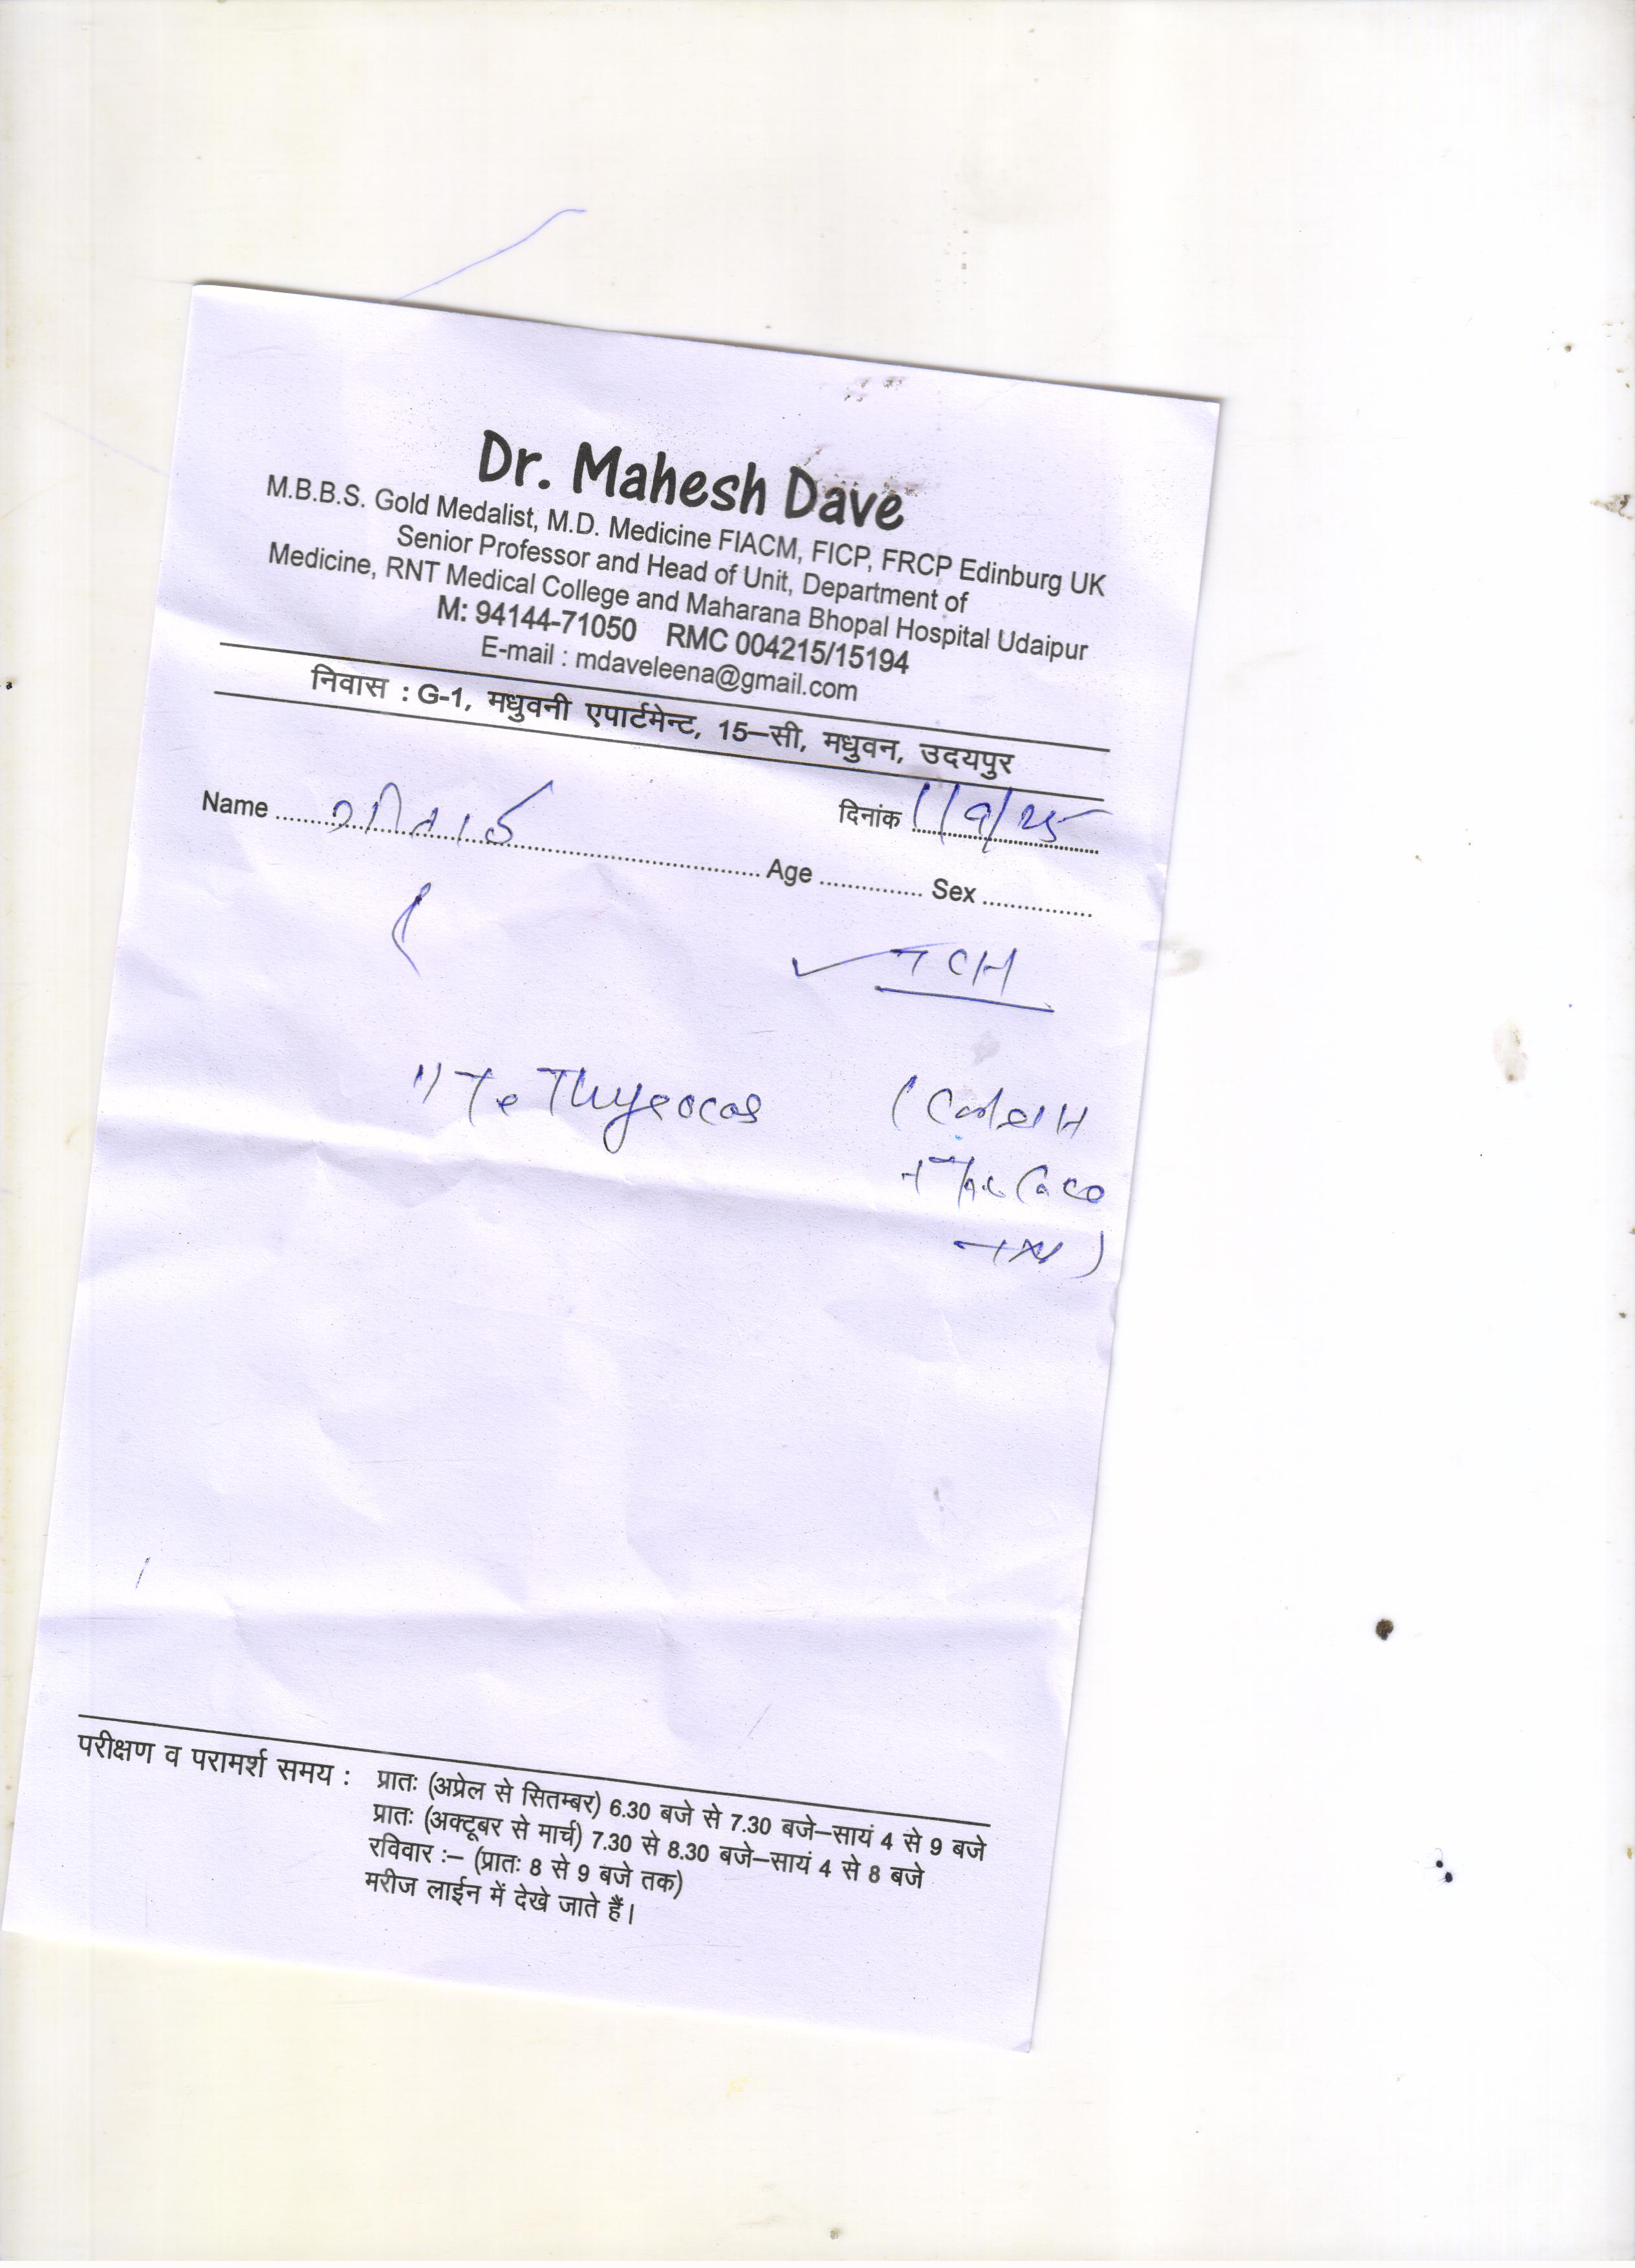 Dr. Mahesh Dave
M.B.B.S. Gold Medalist, M.D. Medicine FIACM, FICP, FRCP Edinburg UK
Senior Professor and Head of Unit, Department of
Medicine, RNT Medical College and Maharana Bhopal Hospital Udaipur
M: 94144-71050 RMC 004215/15194
E-mail : mdaveleena@gmail.com
निवास : G-1, मधुवनी एपार्टमेन्ट, 15–सी, मधुवन, उदयपुर
Name
दिनांक 1/9/25
Age Sex
परीक्षण व परामर्श समय : प्रातः (अप्रेल से सितम्बर) 6.30 बजे से 7.30 बजे–सायं 4 से 9 बजे
प्रातः (अक्टूबर से मार्च) 7.30 से 8.30 बजे–सायं 4 से 8 बजे
रविवार :– (प्रातः 8 से 9 बजे तक)
मरीज लाईन में देखे जाते हैं।